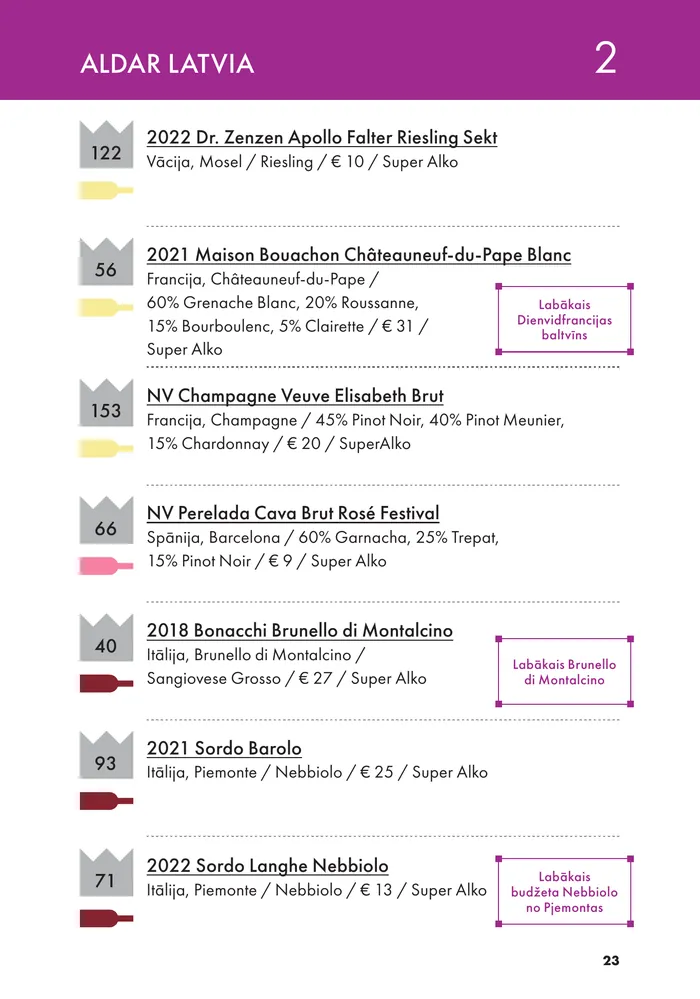 ALDAR LATVIA
2
122
2022 Dr. Zenzen Apollo Falter Riesling Sekt
Vācija, Mosel / Riesling / € 10 / Super Alko
56
2021 Maison Bouachon Châteauneuf-du-Pape Blanc
Francija, Châteauneuf-du-Pape /
60% Grenache Blanc, 20% Roussanne,
15% Bourboulenc, 5% Clairette / € 31 /
Super Alko
Labākais
Dienvidfrancijas
baltvīns
153
NV Champagne Veuve Elisabeth Brut
Francija, Champagne / 45% Pinot Noir, 40% Pinot Meunier,
15% Chardonnay / € 20 / SuperAlko
66
NV Perelada Cava Brut Rosé Festival
Spānija, Barcelona / 60% Garnacha, 25% Trepat,
15% Pinot Noir / € 9 / Super Alko
40
2018 Bonacchi Brunello di Montalcino
Itālija, Brunello di Montalcino /
Sangiovese Grosso / € 27 / Super Alko
Labākais Brunello
di Montalcino
93
2021 Sordo Barolo
Itālija, Piemonte / Nebbiolo / € 25 / Super Alko
71
2022 Sordo Langhe Nebbiolo
Itālija, Piemonte / Nebbiolo / € 13 / Super Alko
Labākais
budžeta Nebbiolo
no Pjemontas
23